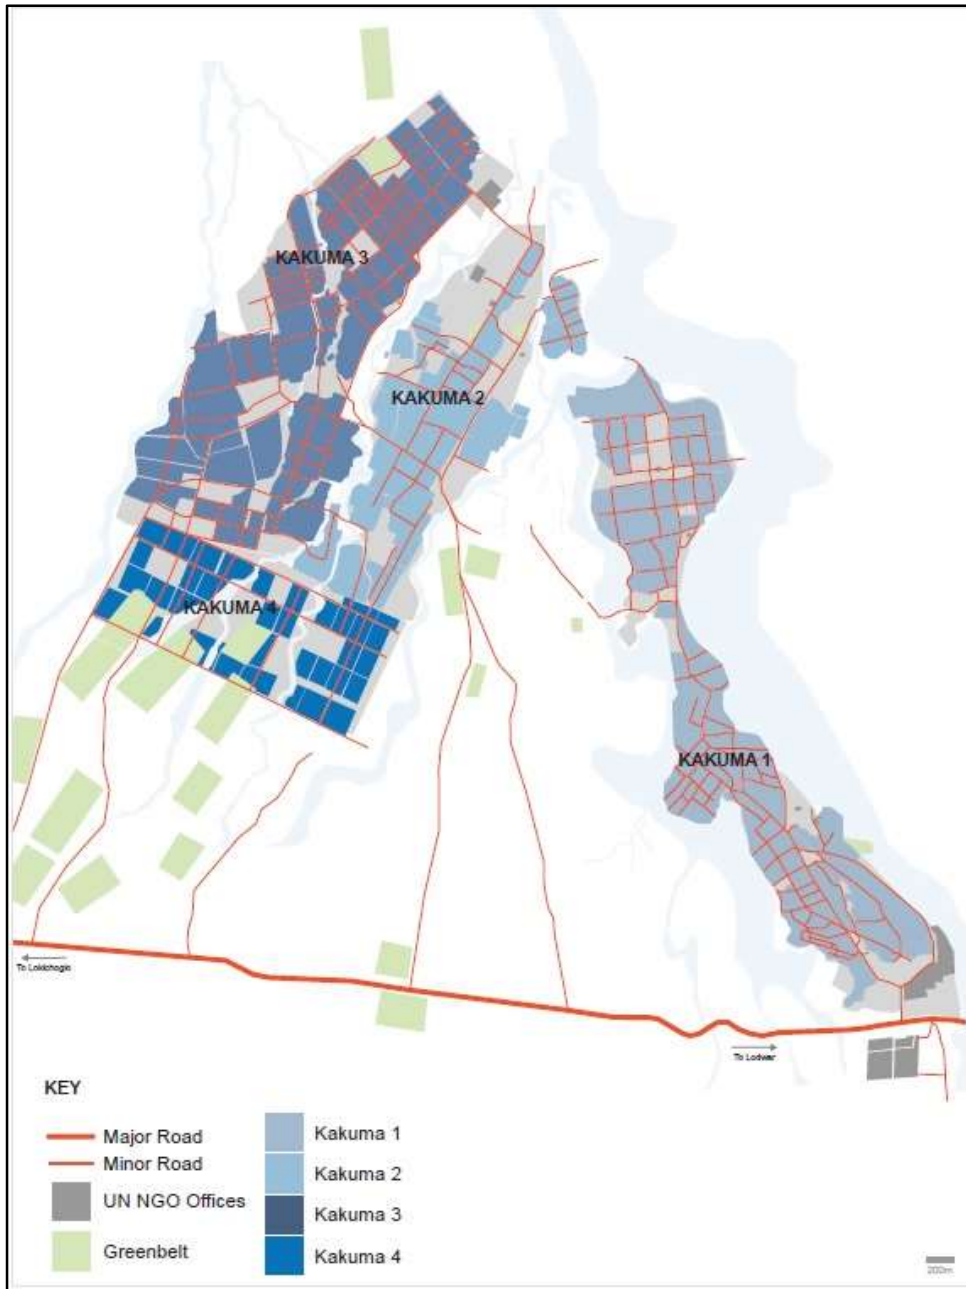 KAKUMA 3
KAKUMA 2
KAKUMA 4
KAKUMA 1
To Lokichogio
To Lodwar
KEY
Major Road
Minor Road
UN NGO Offices
Greenbelt
Kakuma 1
Kakuma 2
Kakuma 3
Kakuma 4
200m